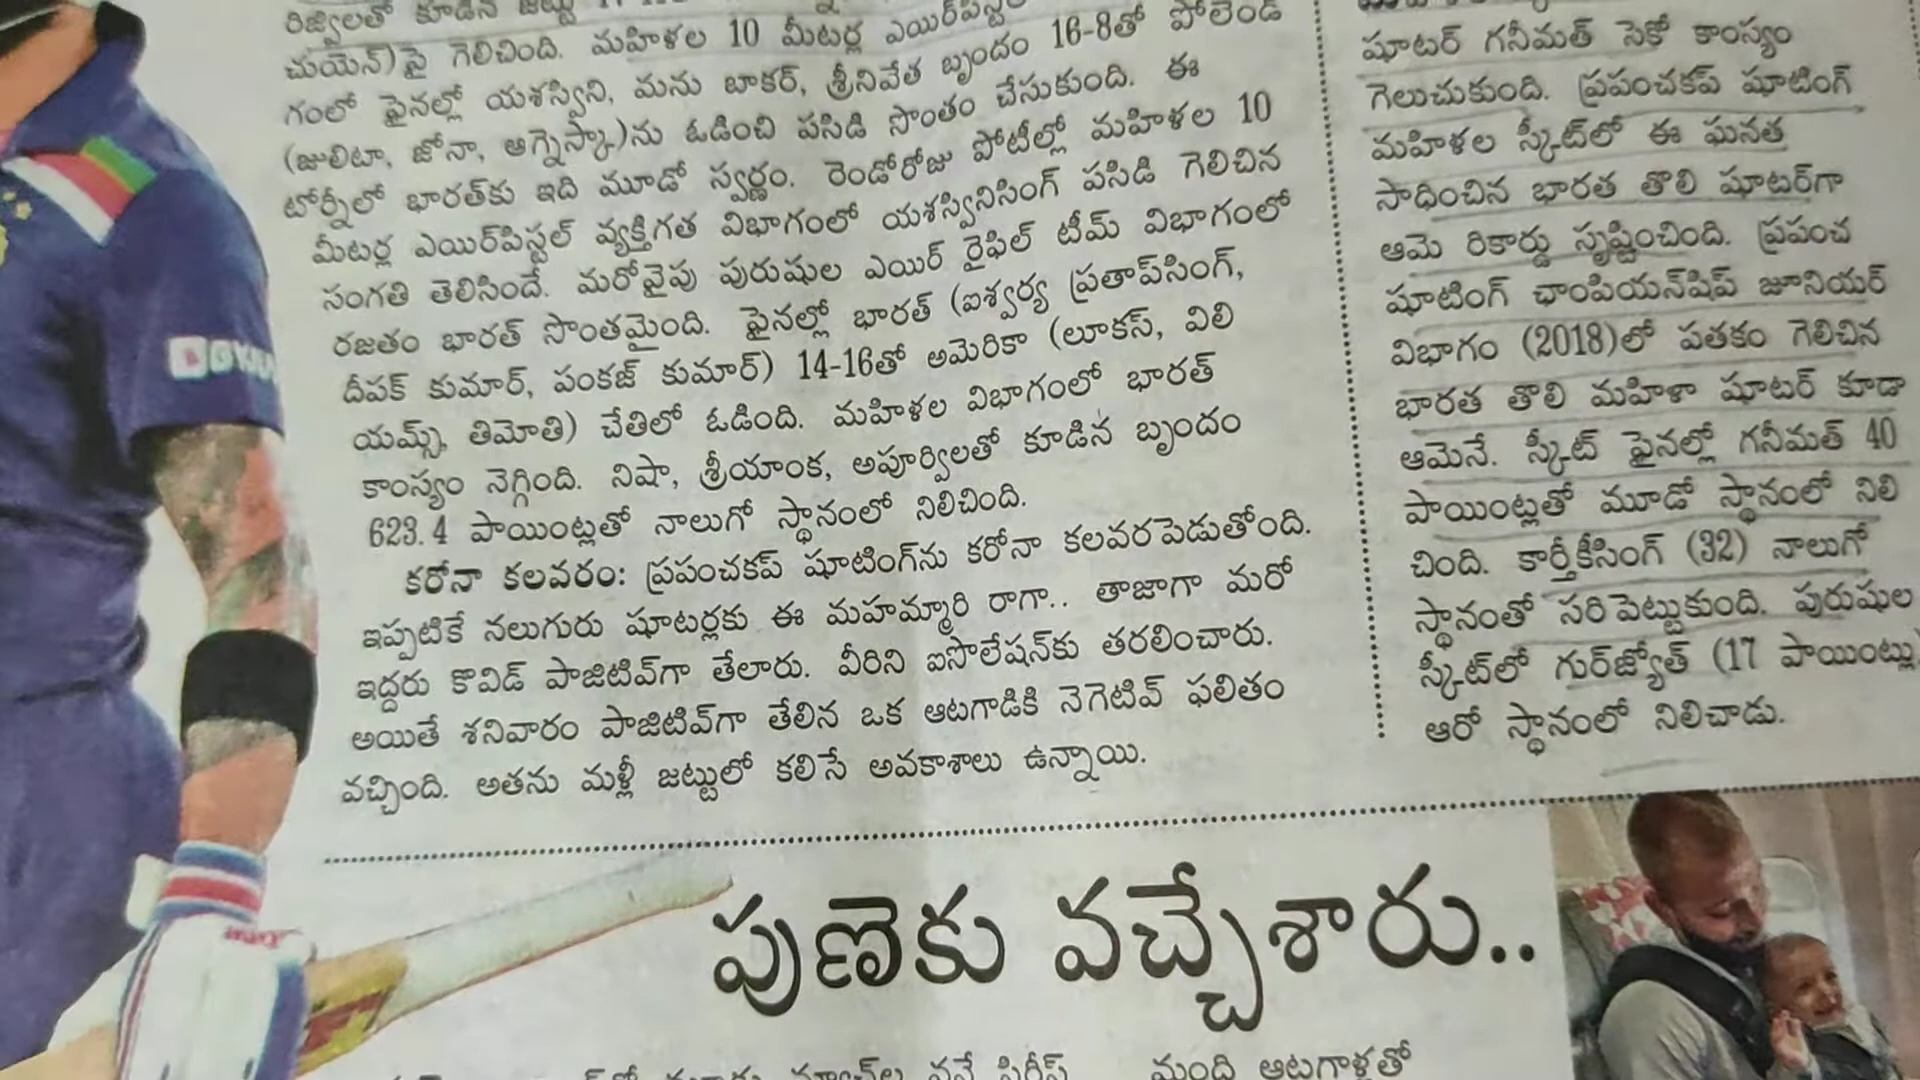 రిజ్వీలతో కూడిన జట్టు
చుయెన్)పై గెలిచింది. మహిళల 10 మీటర్ల ఎయిర్‌పిస్టల్
గంలో ఫైనల్లో యశస్విని, మను బాకర్, శ్రీనివేత బృందం 16-8తో పోలెండ్
(జులిటా, జోనా, ఆగ్నెస్కా)ను ఓడించి పసిడి సొంతం చేసుకుంది. ఈ
టోర్నీలో భారత్‌కు ఇది మూడో స్వర్ణం. రెండోరోజు పోటీల్లో మహిళల 10
మీటర్ల ఎయిర్‌పిస్టల్ వ్యక్తిగత విభాగంలో యశస్వినిసింగ్ పసిడి గెలిచిన
సంగతి తెలిసిందే. మరోవైపు పురుషుల ఎయిర్ రైఫిల్ టీమ్ విభాగంలో
రజతం భారత్ సొంతమైంది. ఫైనల్లో భారత్ (ఐశ్వర్య ప్రతాప్‌సింగ్,
దీపక్ కుమార్, పంకజ్ కుమార్) 14-16తో అమెరికా (లూకస్, విలి
యమ్స్, తిమోతి) చేతిలో ఓడింది. మహిళల విభాగంలో భారత్
కాంస్యం నెగ్గింది. నిషా, శ్రీయాంక, అపూర్విలతో కూడిన బృందం
623.4 పాయింట్లతో నాలుగో స్థానంలో నిలిచింది.
కరోనా కలవరం: ప్రపంచకప్ షూటింగ్‌ను కరోనా కలవరపెడుతోంది.
ఇప్పటికే నలుగురు షూటర్లకు ఈ మహమ్మారి రాగా.. తాజాగా మరో
ఇద్దరు కొవిడ్ పాజిటివ్‌గా తేలారు. వీరిని ఐసొలేషన్‌కు తరలించారు.
అయితే శనివారం పాజిటివ్‌గా తేలిన ఒక ఆటగాడికి నెగెటివ్ ఫలితం
వచ్చింది. అతను మళ్లీ జట్టులో కలిసే అవకాశాలు ఉన్నాయి.
షూటర్ గనీమత్ సెకో కాంస్యం
గెలుచుకుంది. ప్రపంచకప్ షూటింగ్
మహిళల స్కీట్‌లో ఈ ఘనత
సాధించిన భారత తొలి షూటర్‌గా
ఆమె రికార్డు సృష్టించింది. ప్రపంచ
షూటింగ్ ఛాంపియన్‌షిప్ జూనియర్
విభాగం (2018)లో పతకం గెలిచిన
భారత తొలి మహిళా షూటర్ కూడా
ఆమెనే. స్కీట్ ఫైనల్లో గనీమత్ 40
పాయింట్లతో మూడో స్థానంలో నిలి
చింది. కార్తీకీసింగ్ (32) నాలుగో
స్థానంతో సరిపెట్టుకుంది. పురుషుల
స్కీట్‌లో గుర్‌జ్యోత్ (17 పాయింట్లు)
ఆరో స్థానంలో నిలిచాడు.
పుణెకు వచ్చేశారు..
వన్డే సిరీస్
మంది ఆటగాళ్లతో